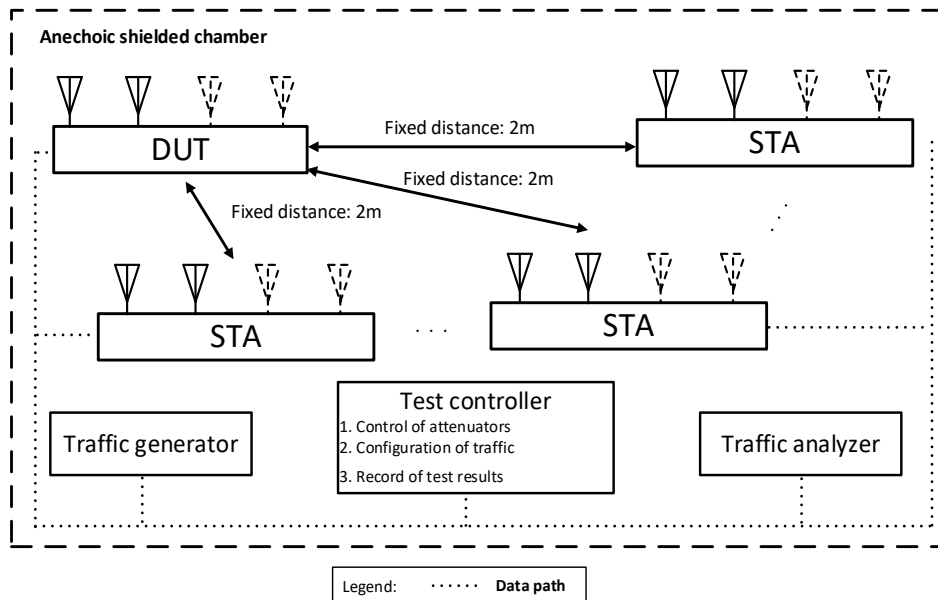 Anechoic shielded chamber
DUT
Fixed distance: 2m
STA
Fixed distance: 2m
Fixed distance: 2m
STA
. . .
STA
Test controller
1. Control of attenuators
2. Configuration of traffic
3. Record of test results
Traffic generator
Traffic analyzer
Legend: ........ Data path